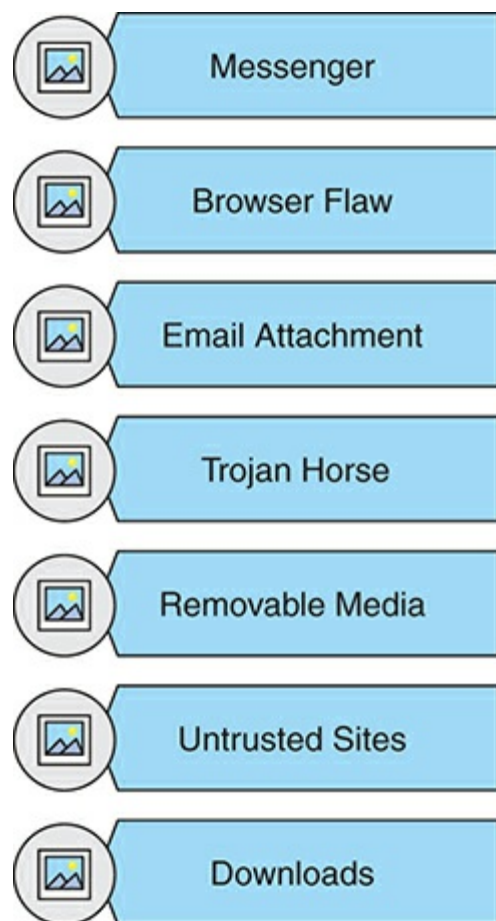 Messenger
Browser Flaw
Email Attachment
Trojan Horse
Removable Media
Untrusted Sites
Downloads